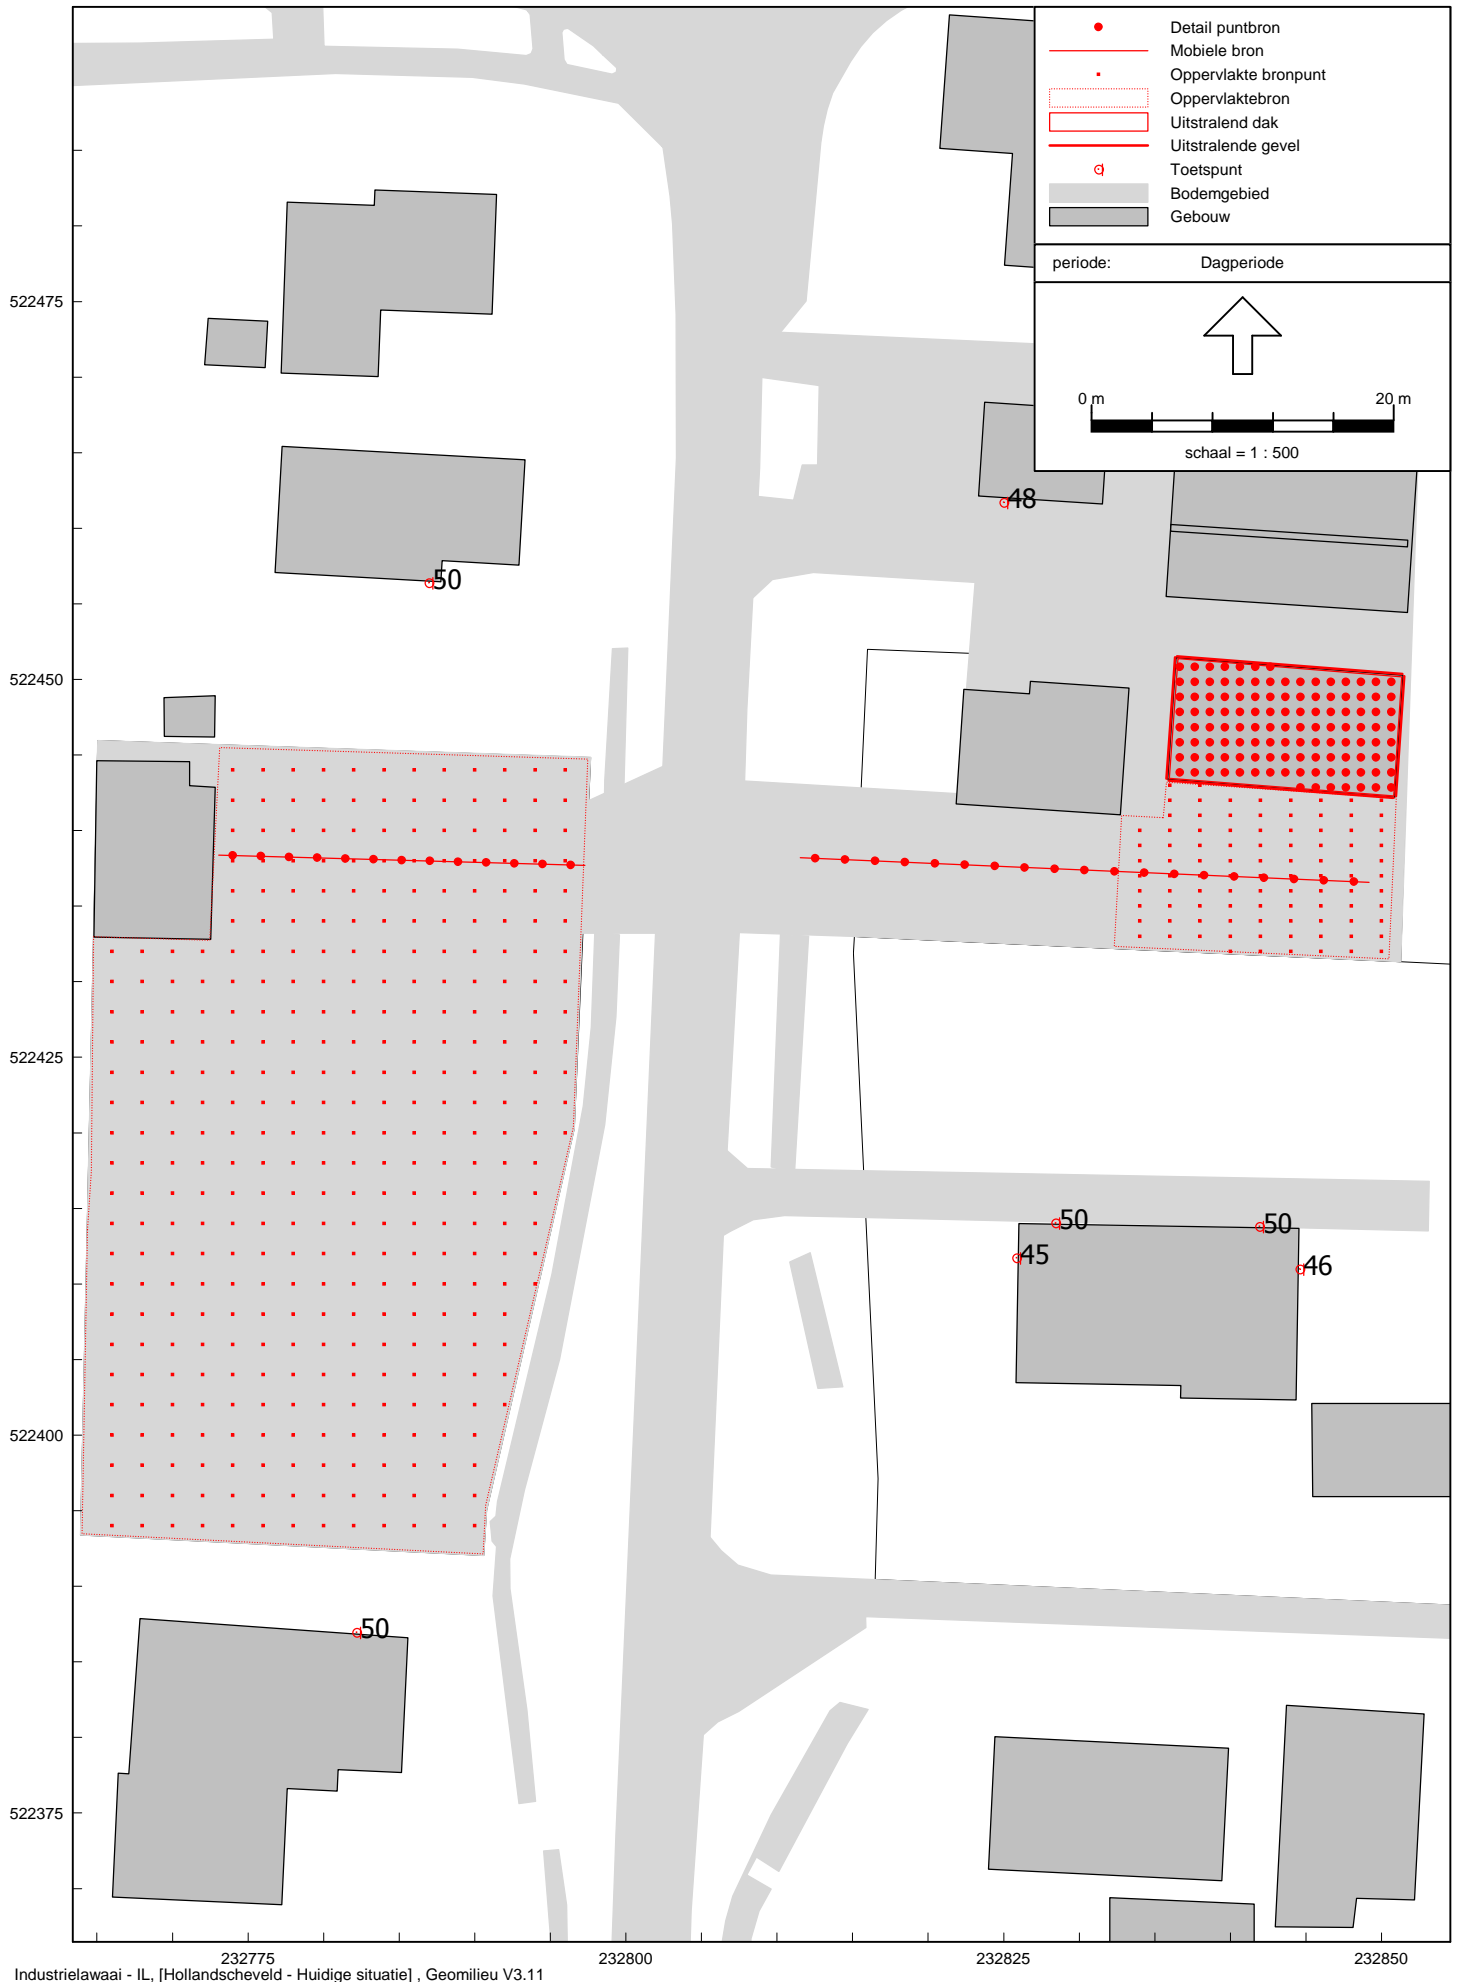 Detail puntbron
Mobiele bron
Oppervlakte bronpunt
Oppervlaktebron
Uitstralend dak
Uitstralende gevel
Toetspunt
Bodemgebied
Gebouw
periode: Dagperiode
0 m 20 m
schaal = 1 : 500
522475
48
50
522450
522425
50
50
45
46
522400
50
522375
232775 232800 232825 232850
Industrielawaai - IL, [Hollandscheveld - Huidige situatie] , Geomilieu V3.11